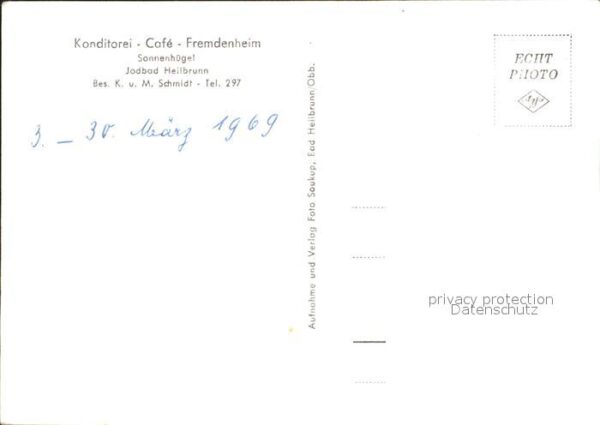 Konditorei - Café - Fremdenheim
Sonnenhügel
Jodbad Heilbrunn
Bes. K. u. M. Schmidt - Tel. 297
3. – 30. März 1969
Aufnahme und Verlag Foto Soukup, Bad Heilbrunn/Obb.
ECHT
PHOTO
Agfa
privacy protection
Datenschutz